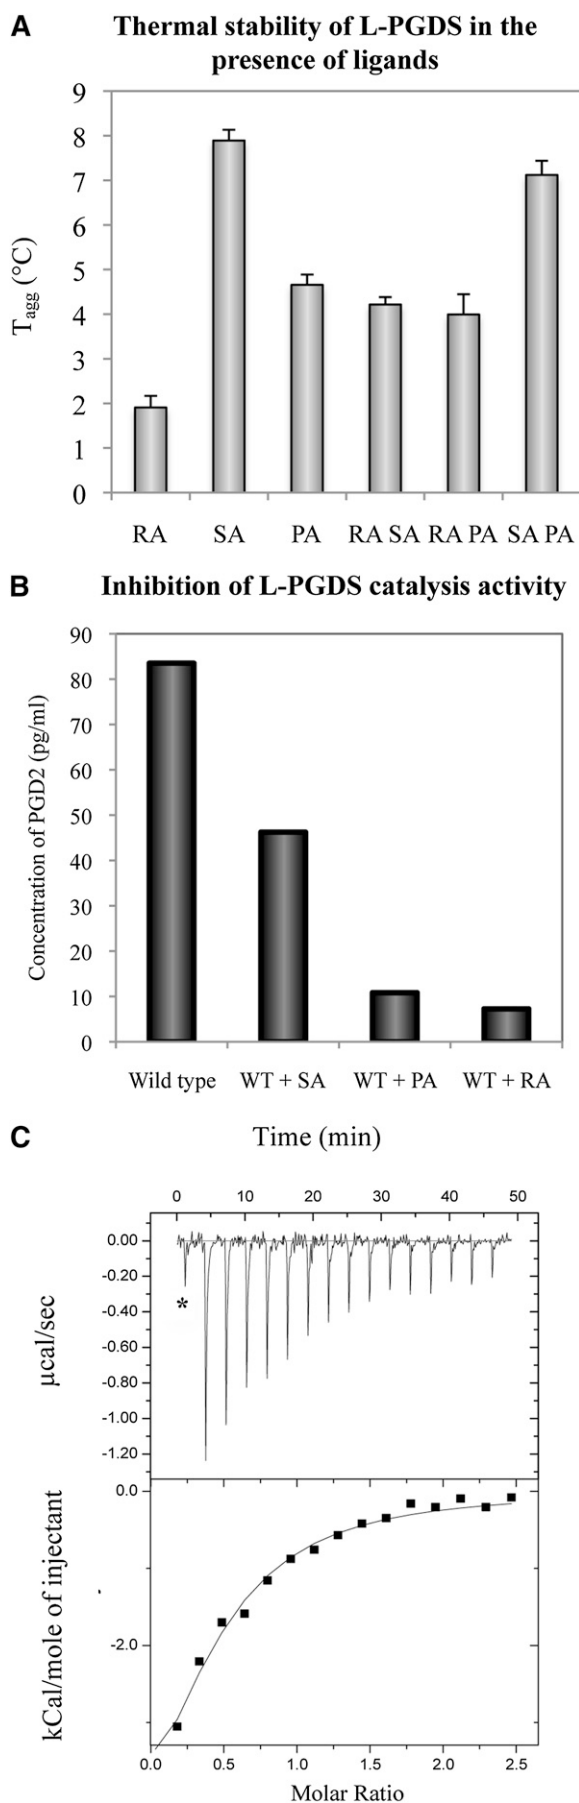 A
Thermal stability of L-PGDS in the
presence of ligands
9
8
7
6
5
4
3
2
1
0
Tagg (°C)
RA SA PA RA SA RA PA SA PA
B
Inhibition of L-PGDS catalysis activity
90
80
70
60
50
40
30
20
10
0
Concentration of PGD2 (pg/ml)
Wild type WT + SA WT + PA WT + RA
C
Time (min)
0 10 20 30 40 50
0.00
-0.20
-0.40
-0.60
-0.80
-1.00
-1.20
*
µcal/sec
0.0
-2.0
kCal/mole of injectant
0.0 0.5 1.0 1.5 2.0 2.5
Molar Ratio